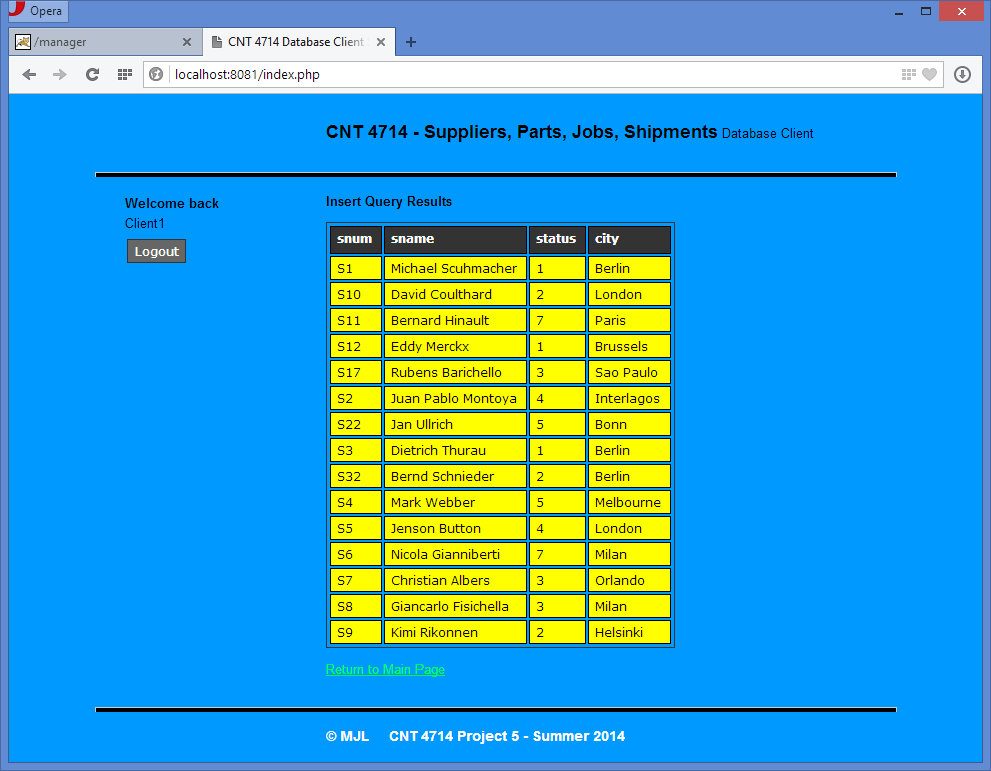 Opera
/manager
CNT 4714 Database Client
localhost:8081/index.php
CNT 4714 - Suppliers, Parts, Jobs, Shipments Database Client
Welcome back
Client1
Logout
Insert Query Results
snum sname status city
S1 Michael Scuhmacher 1 Berlin
S10 David Coulthard 2 London
S11 Bernard Hinault 7 Paris
S12 Eddy Merckx 1 Brussels
S17 Rubens Barichello 3 Sao Paulo
S2 Juan Pablo Montoya 4 Interlagos
S22 Jan Ullrich 5 Bonn
S3 Dietrich Thurau 1 Berlin
S32 Bernd Schnieder 2 Berlin
S4 Mark Webber 5 Melbourne
S5 Jenson Button 4 London
S6 Nicola Gianniberti 7 Milan
S7 Christian Albers 3 Orlando
S8 Giancarlo Fisichella 3 Milan
S9 Kimi Rikonnen 2 Helsinki
Return to Main Page
© MJL CNT 4714 Project 5 - Summer 2014